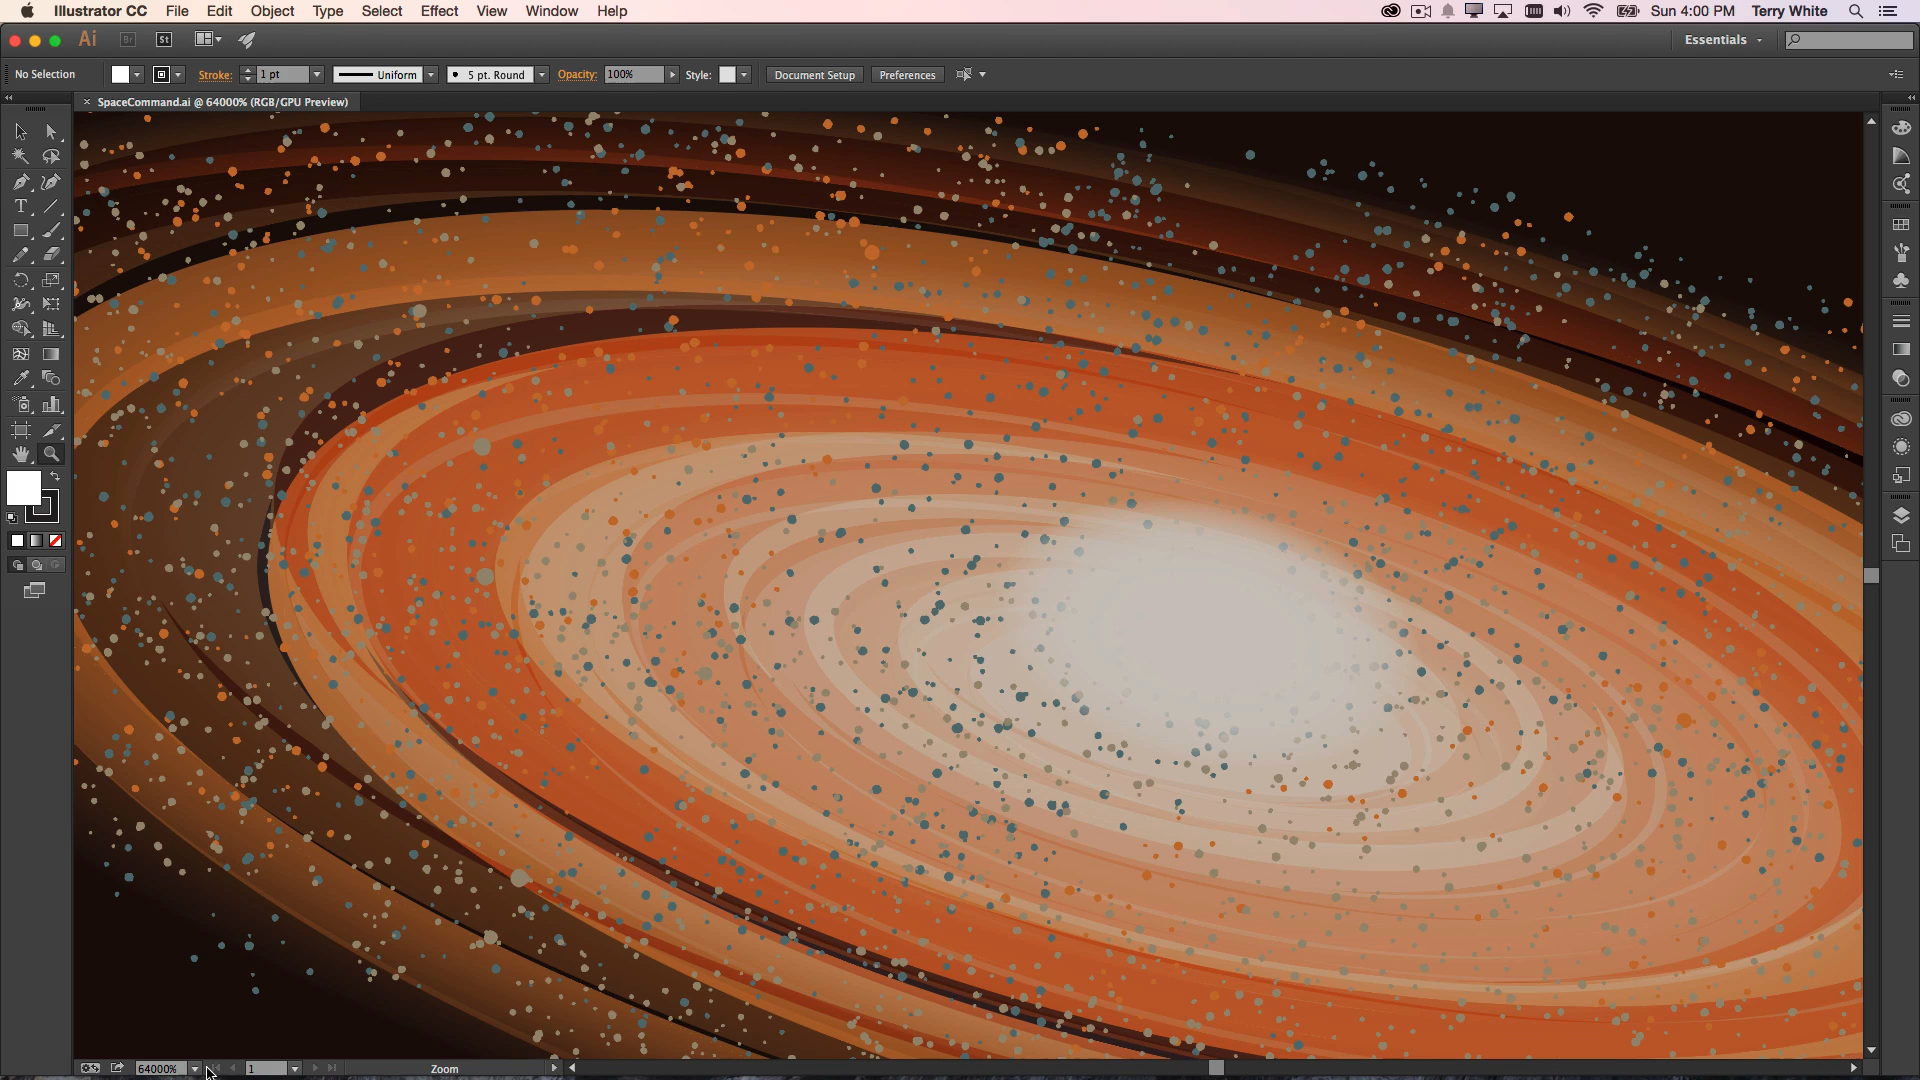 Illustrator CC File Edit Object Type Select Effect View Window Help Sun 4:00 PM Terry White
Ai Br St Essentials
No Selection Stroke: 1 pt Uniform 5 pt. Round Opacity: 100% Style: Document Setup Preferences
× SpaceCommand.ai @ 64000% (RGB/GPU Preview)
T
64000% 1 Zoom